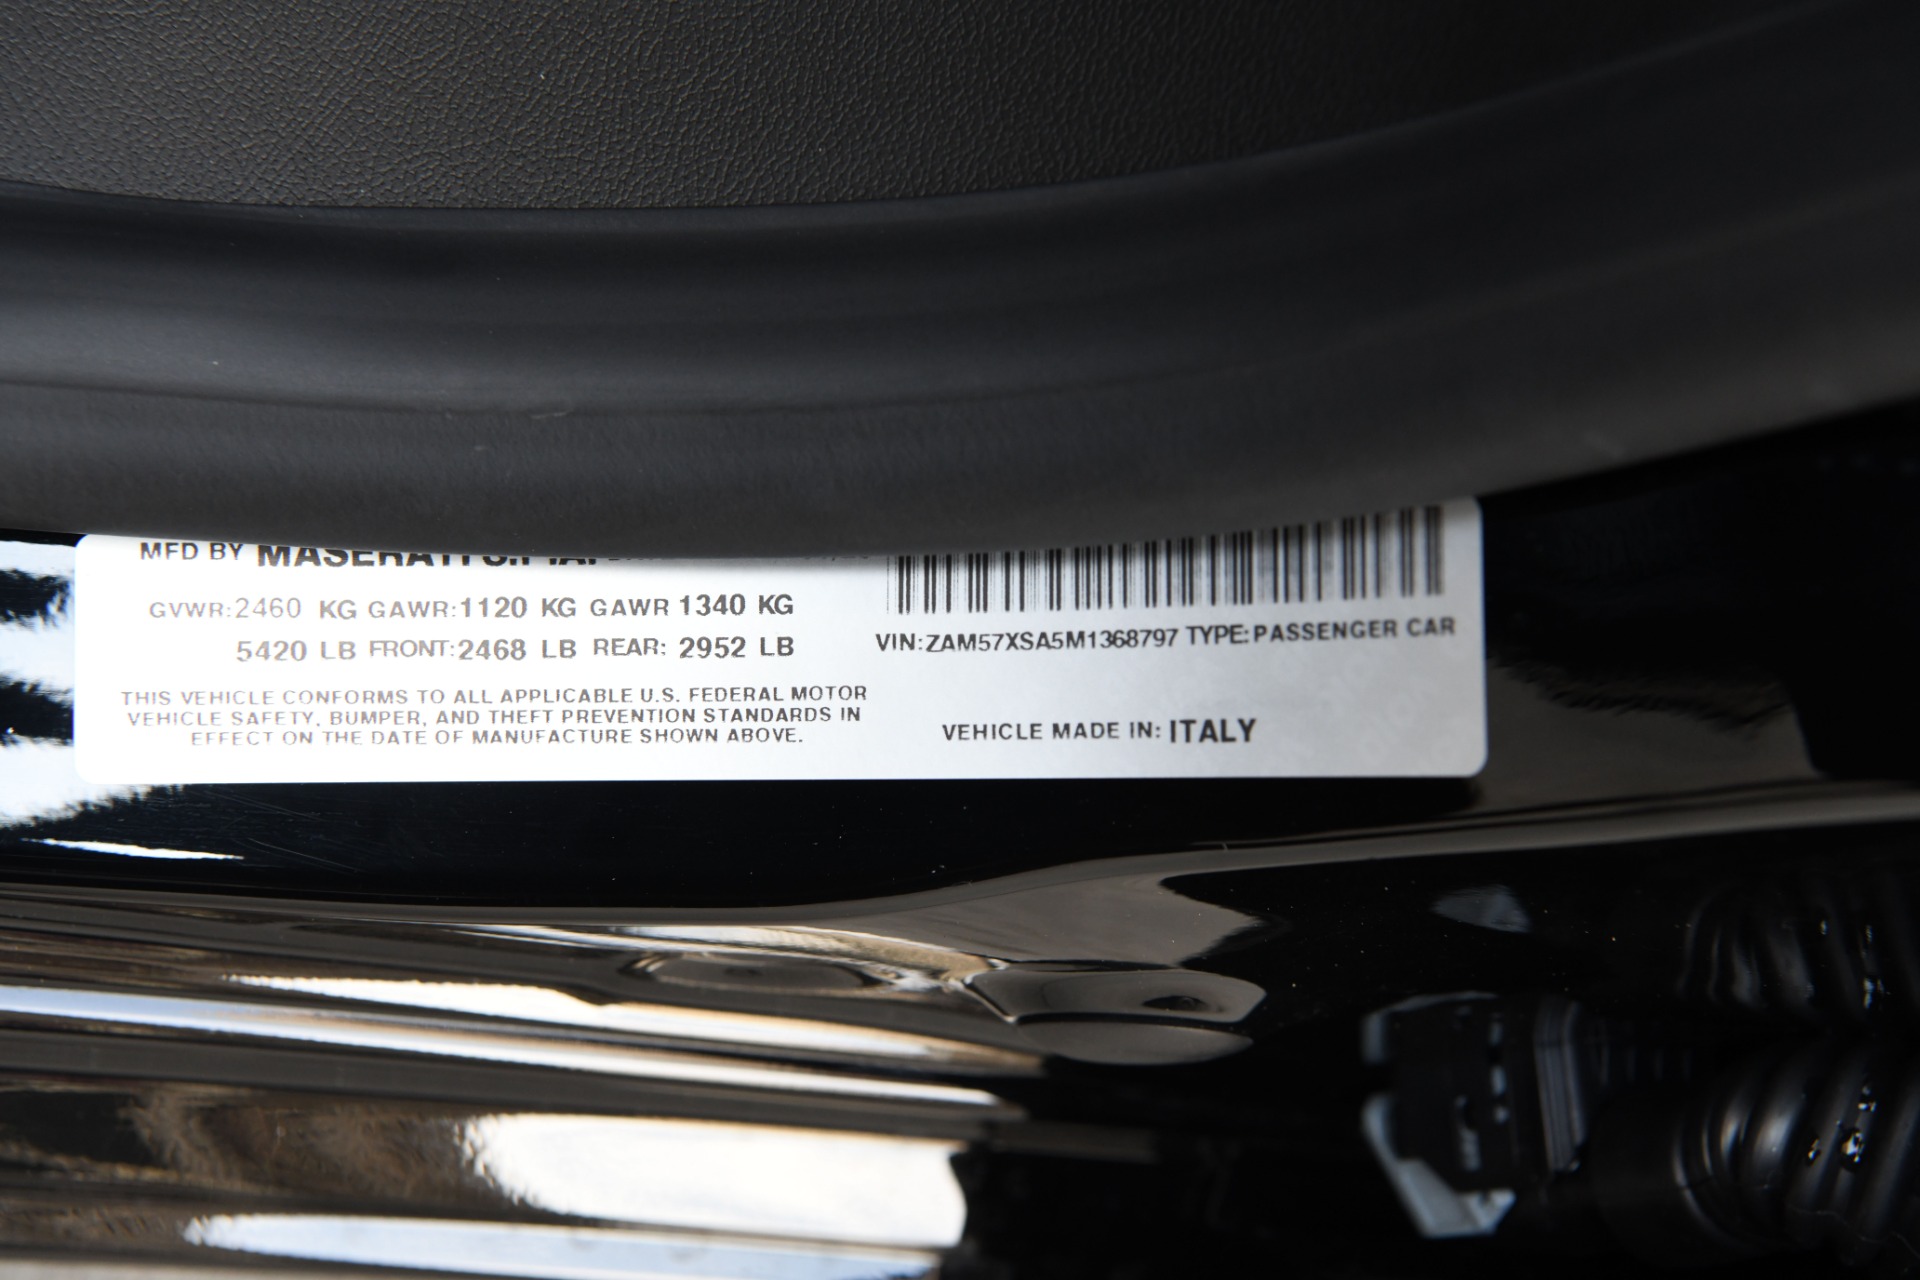 MFD BY MASERATI S.P.A.
GVWR:2460 KG GAWR:1120 KG GAWR 1340 KG
5420 LB FRONT:2468 LB REAR: 2952 LB
THIS VEHICLE CONFORMS TO ALL APPLICABLE U.S. FEDERAL MOTOR
VEHICLE SAFETY, BUMPER, AND THEFT PREVENTION STANDARDS IN
EFFECT ON THE DATE OF MANUFACTURE SHOWN ABOVE.
VIN:ZAM57XSA5M1368797 TYPE:PASSENGER CAR
VEHICLE MADE IN: ITALY